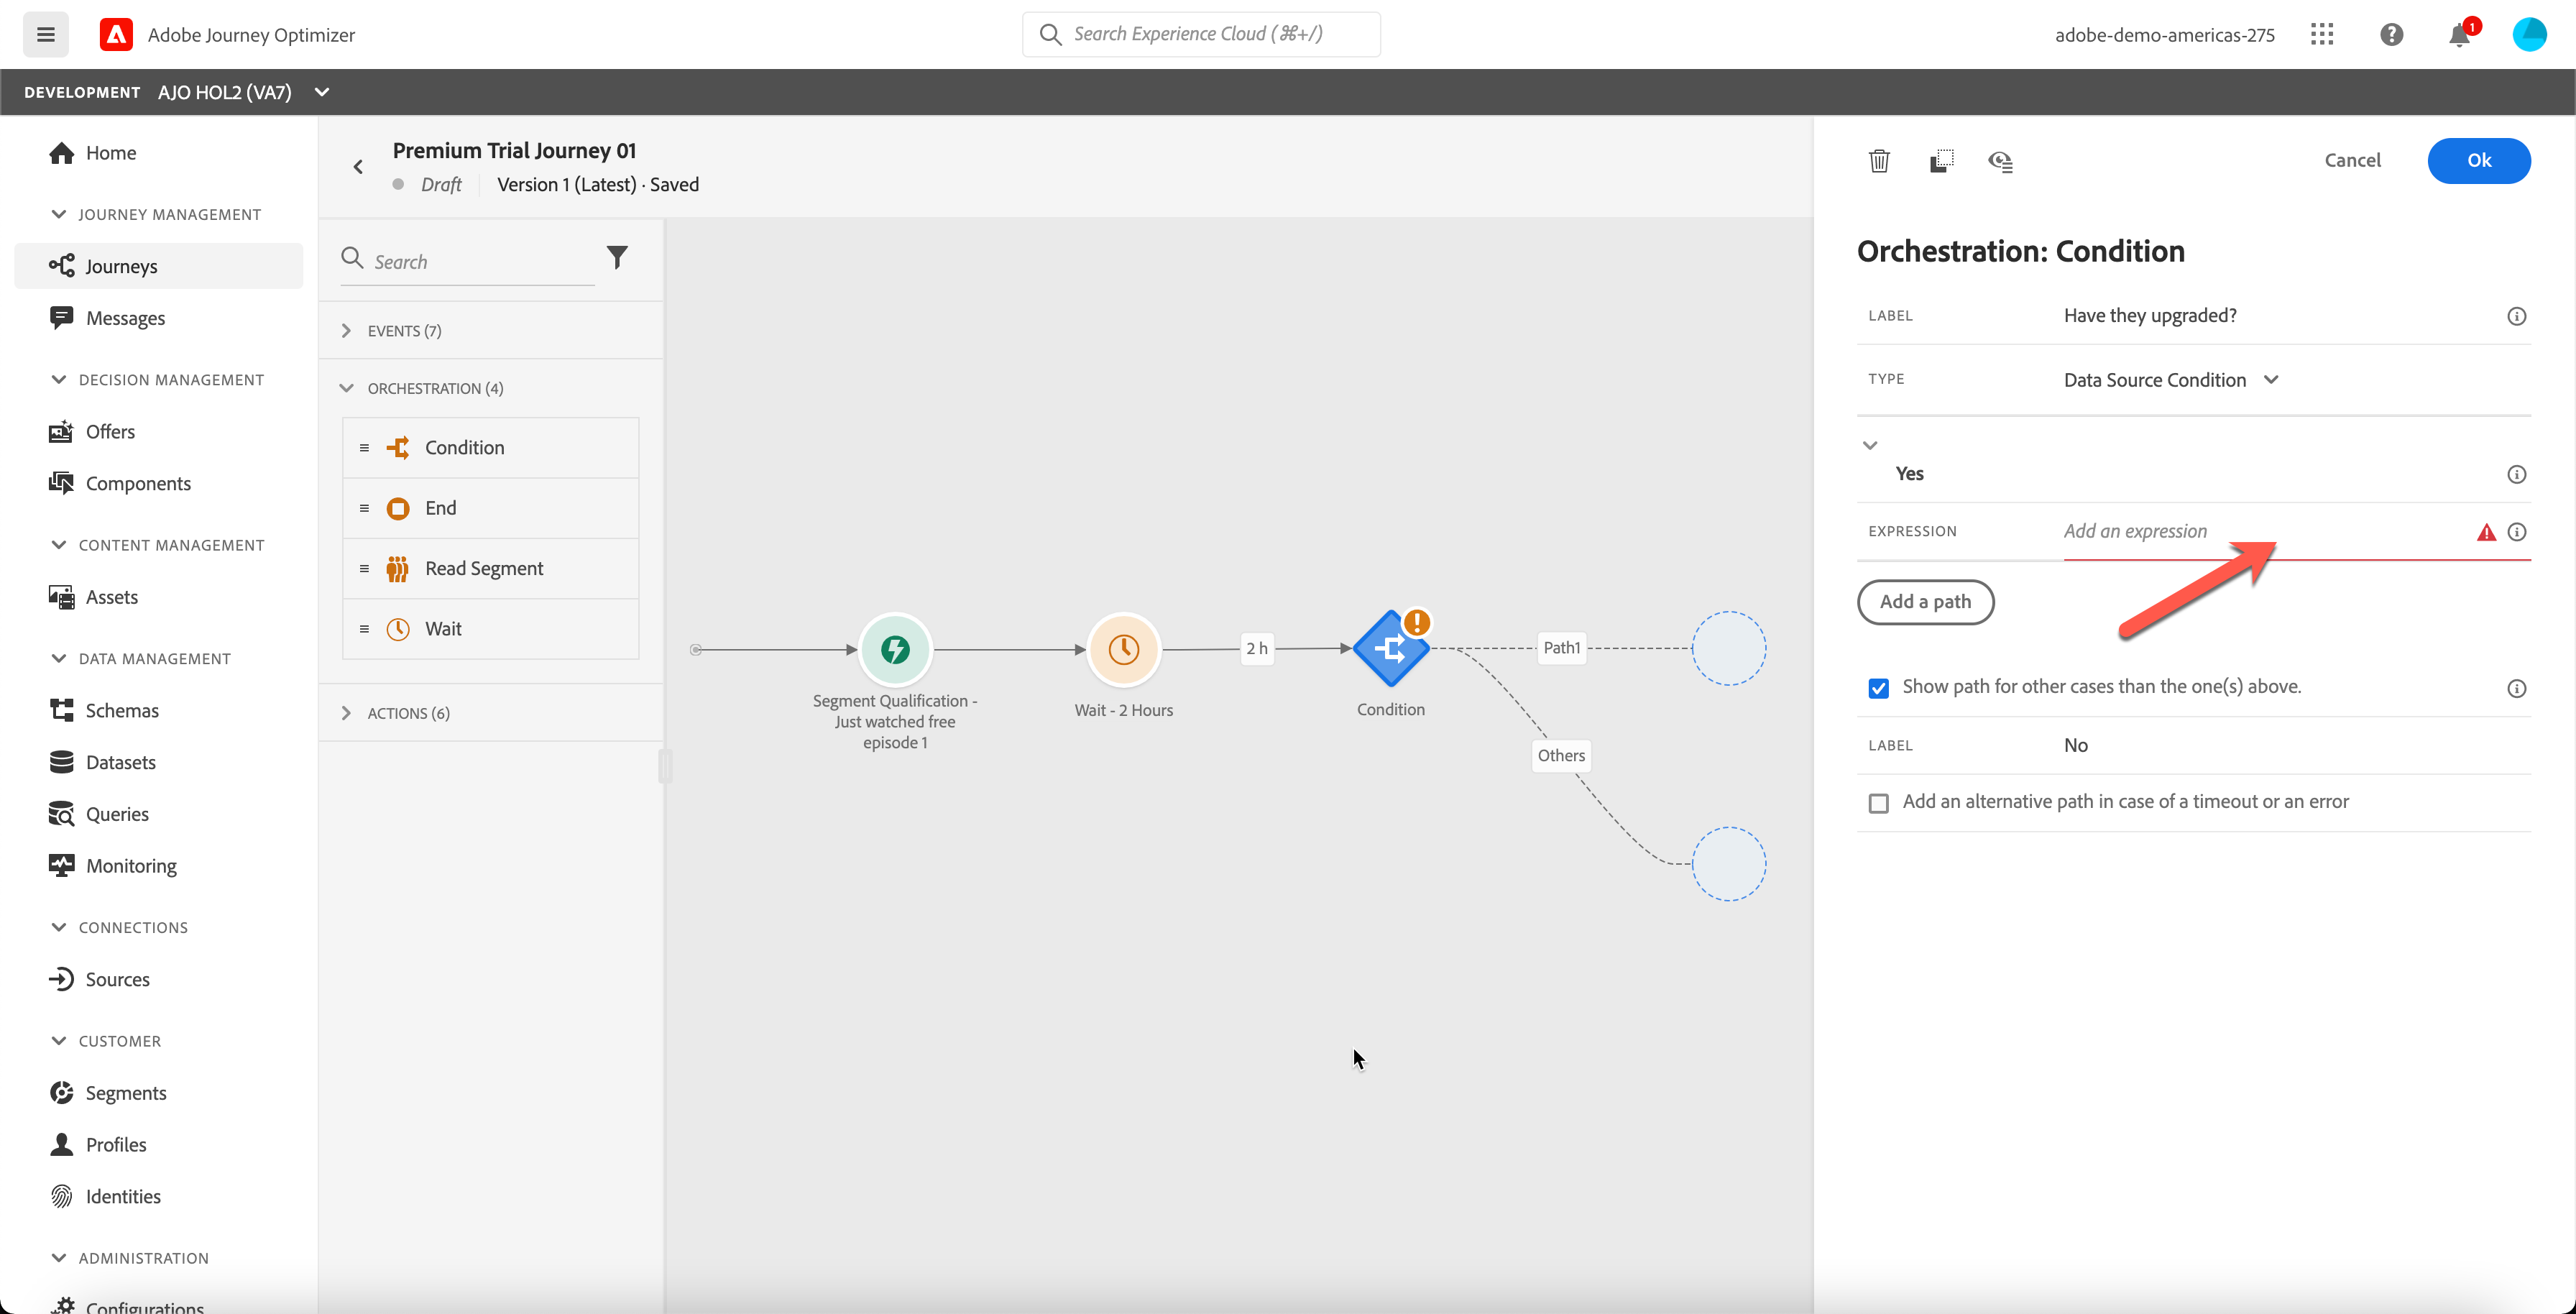 Adobe Journey Optimizer
Search Experience Cloud (⌘+/)
adobe-demo-americas-275
1
DEVELOPMENT AJO HOL2 (VA7)
Home
JOURNEY MANAGEMENT
Journeys
Messages
DECISION MANAGEMENT
Offers
Components
CONTENT MANAGEMENT
Assets
DATA MANAGEMENT
Schemas
Datasets
Queries
Monitoring
CONNECTIONS
Sources
CUSTOMER
Segments
Profiles
Identities
ADMINISTRATION
Configurations
Premium Trial Journey 01
Draft Version 1 (Latest) · Saved
Search
EVENTS (7)
ORCHESTRATION (4)
Condition
End
Read Segment
Wait
ACTIONS (6)
Segment Qualification -
Just watched free
episode 1
Wait - 2 Hours
2 h
Condition
Path1
Others
Cancel Ok
Orchestration: Condition
LABEL Have they upgraded?
TYPE Data Source Condition
Yes
EXPRESSION Add an expression
Add a path
Show path for other cases than the one(s) above.
LABEL No
Add an alternative path in case of a timeout or an error